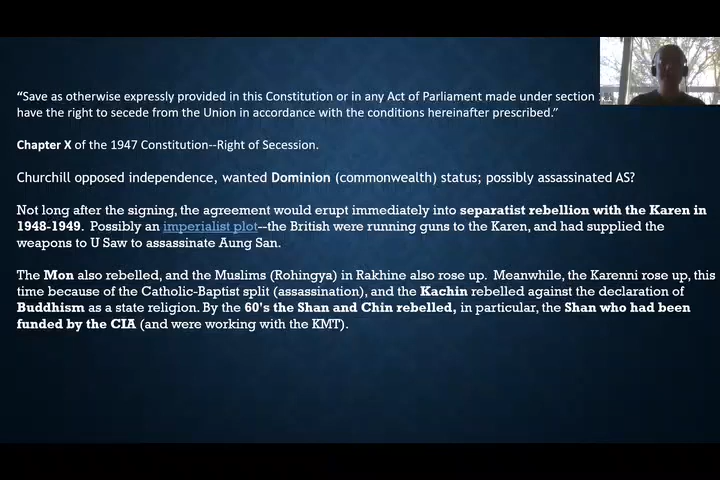 “Save as otherwise expressly provided in this Constitution or in any Act of Parliament made under section
have the right to secede from the Union in accordance with the conditions hereinafter prescribed.”
Chapter X of the 1947 Constitution--Right of Secession.
Churchill opposed independence, wanted Dominion (commonwealth) status; possibly assassinated AS?
Not long after the signing, the agreement would erupt immediately into separatist rebellion with the Karen in
1948-1949. Possibly an imperialist plot--the British were running guns to the Karen, and had supplied the
weapons to U Saw to assassinate Aung San.
The Mon also rebelled, and the Muslims (Rohingya) in Rakhine also rose up. Meanwhile, the Karenni rose up, this
time because of the Catholic-Baptist split (assassination), and the Kachin rebelled against the declaration of
Buddhism as a state religion. By the 60's the Shan and Chin rebelled, in particular, the Shan who had been
funded by the CIA (and were working with the KMT).